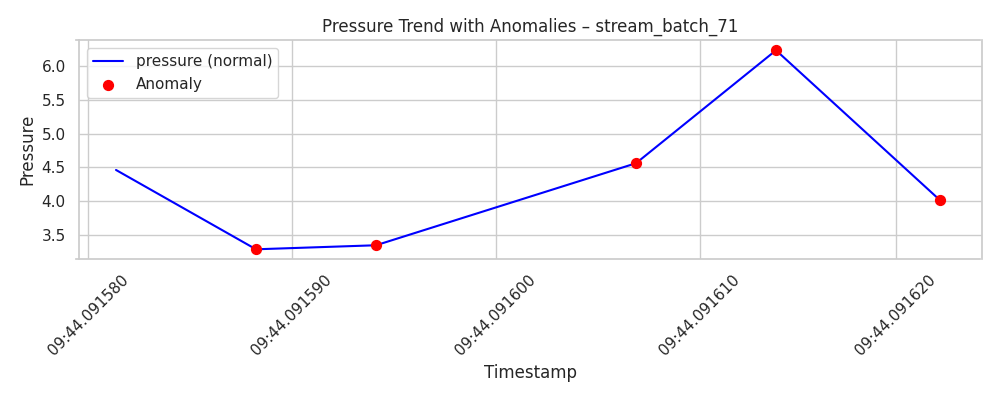 Pressure Trend with Anomalies – stream_batch_71
pressure (normal)
Anomaly
Pressure
6.0
5.5
5.0
4.5
4.0
3.5
09:44.091580
09:44.091590
09:44.091600
09:44.091610
09:44.091620
Timestamp